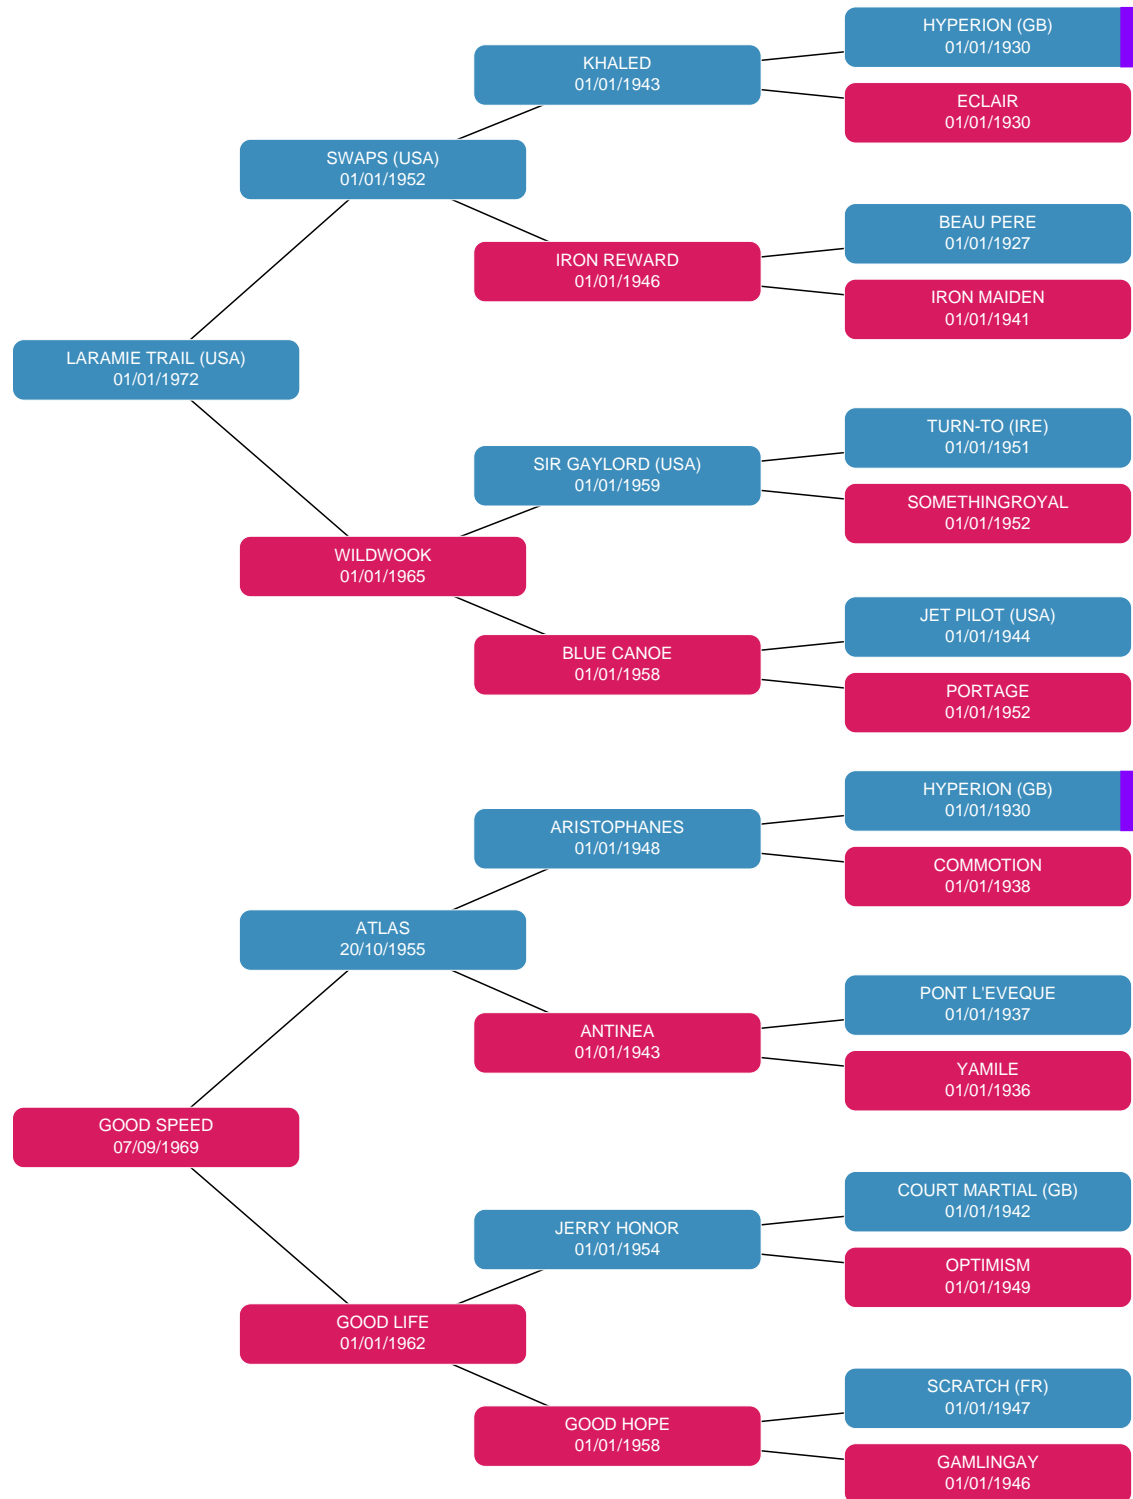 HYPERION (GB)
01/01/1930
KHALED
01/01/1943
ECLAIR
01/01/1930
SWAPS (USA)
01/01/1952
BEAU PERE
01/01/1927
IRON REWARD
01/01/1946
IRON MAIDEN
01/01/1941
LARAMIE TRAIL (USA)
01/01/1972
TURN-TO (IRE)
01/01/1951
SIR GAYLORD (USA)
01/01/1959
SOMETHINGROYAL
01/01/1952
WILDWOOK
01/01/1965
JET PILOT (USA)
01/01/1944
BLUE CANOE
01/01/1958
PORTAGE
01/01/1952
HYPERION (GB)
01/01/1930
ARISTOPHANES
01/01/1948
COMMOTION
01/01/1938
ATLAS
20/10/1955
PONT L'EVEQUE
01/01/1937
ANTINEA
01/01/1943
YAMILE
01/01/1936
GOOD SPEED
07/09/1969
COURT MARTIAL (GB)
01/01/1942
JERRY HONOR
01/01/1954
OPTIMISM
01/01/1949
GOOD LIFE
01/01/1962
SCRATCH (FR)
01/01/1947
GOOD HOPE
01/01/1958
GAMLINGAY
01/01/1946